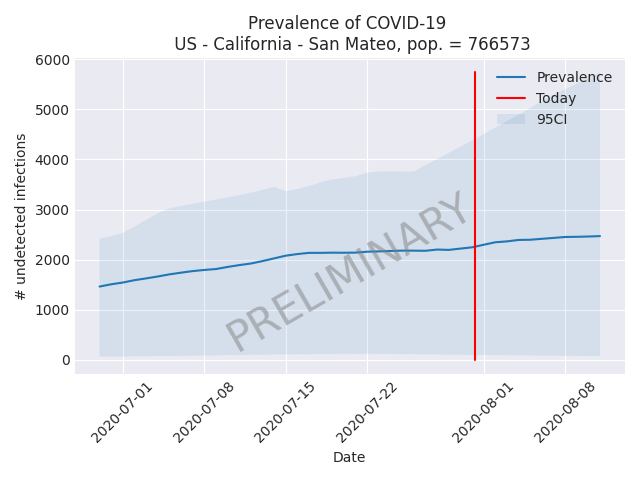 Prevalence of COVID-19
US - California - San Mateo, pop. = 766573
# undetected infections
6000
5000
4000
3000
2000
1000
0
Prevalence
Today
95CI
PRELIMINARY
2020-07-01
2020-07-08
2020-07-15
2020-07-22
2020-08-01
2020-08-08
Date